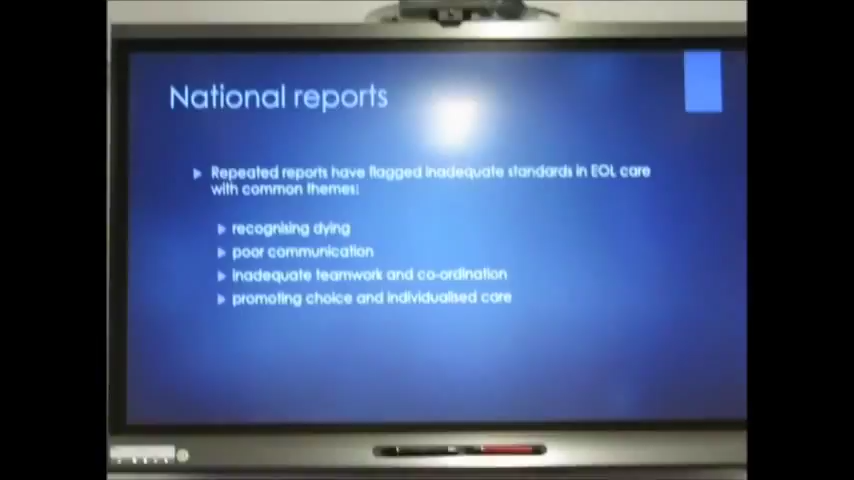 National reports
Repeated reports have flagged inadequate standards in EOL care
with common themes:
recognising dying
poor communication
inadequate teamwork and co-ordination
promoting choice and individualised care